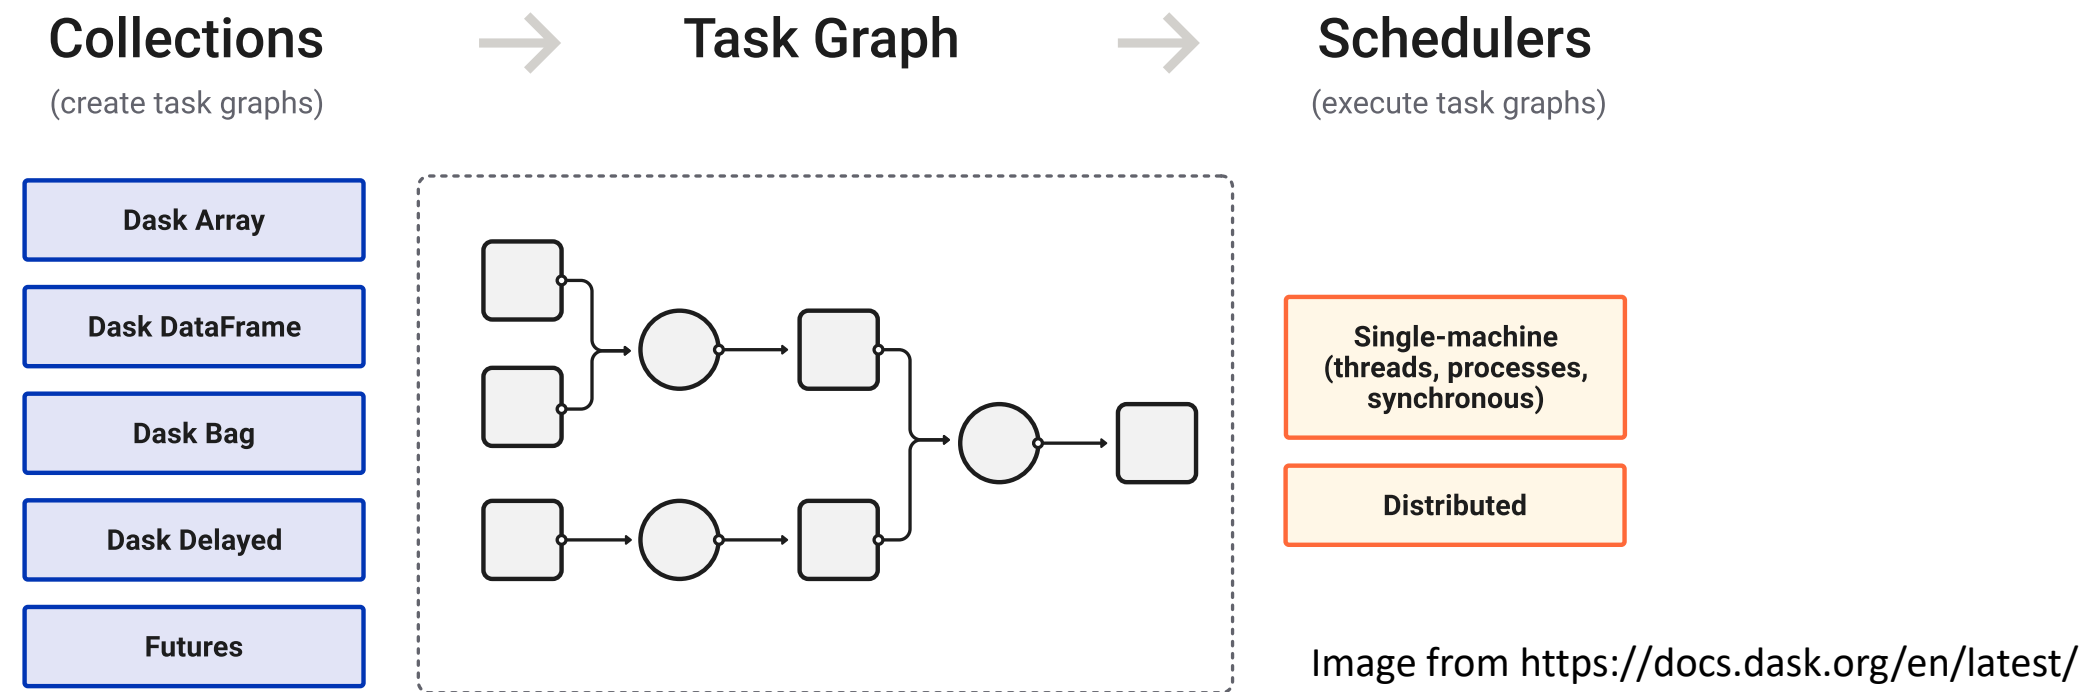 Collections
(create task graphs)
Task Graph
Schedulers
(execute task graphs)
Dask Array
Dask DataFrame
Dask Bag
Dask Delayed
Futures
Single-machine
(threads, processes,
synchronous)
Distributed
Image from https://docs.dask.org/en/latest/